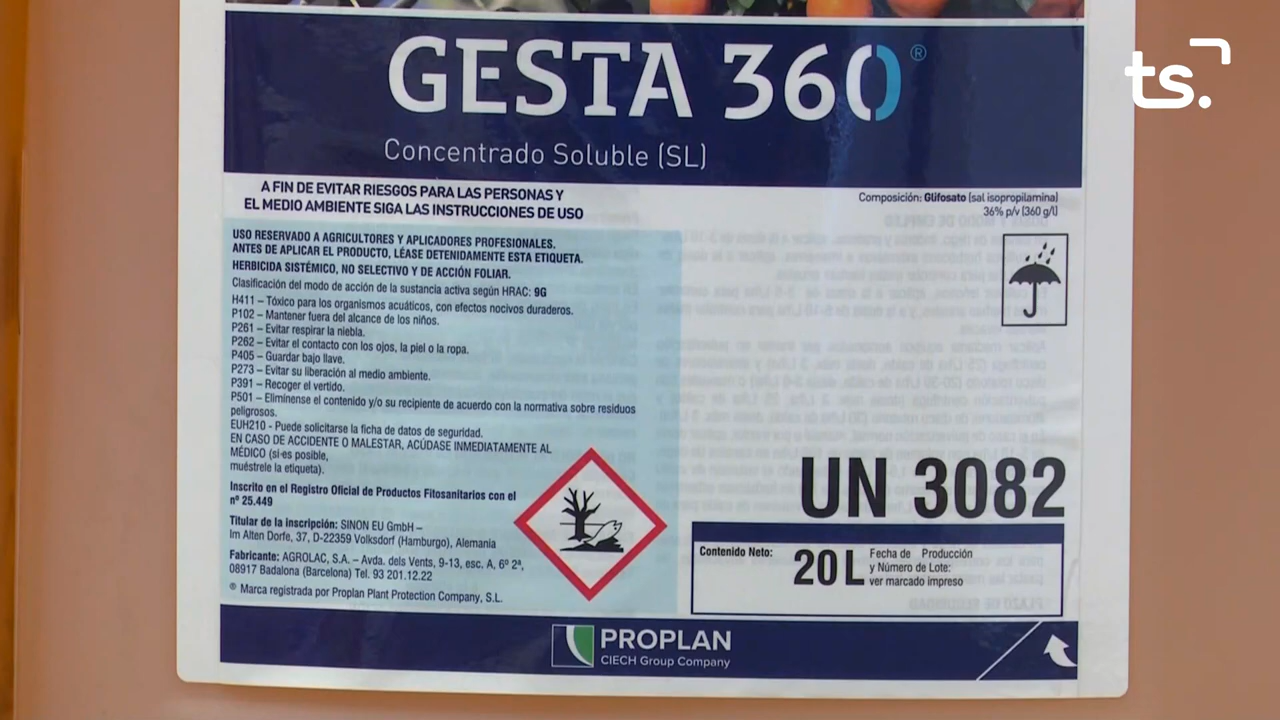 ts.
GESTA 360®
Concentrado Soluble (SL)
A FIN DE EVITAR RIESGOS PARA LAS PERSONAS Y
EL MEDIO AMBIENTE SIGA LAS INSTRUCCIONES DE USO
Composición: Glifosato (sal isopropilamina)
36% p/v (360 g/l)
USO RESERVADO A AGRICULTORES Y APLICADORES PROFESIONALES.
ANTES DE APLICAR EL PRODUCTO, LÉASE DETENIDAMENTE ESTA ETIQUETA.
HERBICIDA SISTÉMICO, NO SELECTIVO Y DE ACCIÓN FOLIAR.
Clasificación del modo de acción de la sustancia activa según HRAC: 9G
H411 – Tóxico para los organismos acuáticos, con efectos nocivos duraderos.
P102 – Mantener fuera del alcance de los niños.
P261 – Evitar respirar la niebla.
P262 – Evitar el contacto con los ojos, la piel o la ropa.
P405 – Guardar bajo llave.
P273 – Evitar su liberación al medio ambiente.
P391 – Recoger el vertido.
P501 – Elimínense el contenido y/o su recipiente de acuerdo con la normativa sobre residuos
peligrosos.
EUH210 - Puede solicitarse la ficha de datos de seguridad.
EN CASO DE ACCIDENTE O MALESTAR, ACÚDASE INMEDIATAMENTE AL
MÉDICO (si es posible,
muéstrele la etiqueta).
Inscrito en el Registro Oficial de Productos Fitosanitarios con el
nº 25.449
Titular de la inscripción: SINON EU GmbH –
Im Alten Dorfe, 37, D-22359 Volksdorf (Hamburgo), Alemania
Fabricante: AGROLAC, S.A. – Avda. dels Vents, 9-13, esc. A, 6º 2ª,
08917 Badalona (Barcelona) Tel. 93 201.12.22
® Marca registrada por Proplan Plant Protection Company, S.L.
UN 3082
Contenido Neto: 20 L
Fecha de Producción
y Número de Lote:
ver marcado impreso
PROPLAN
CIECH Group Company